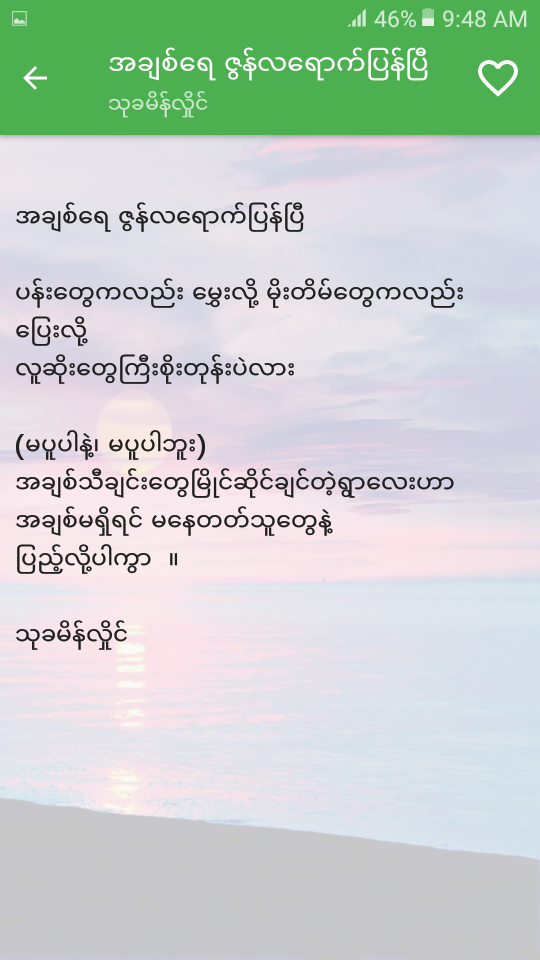 46% 9:48 AM
အချစ်ရေ ဇွန်လရောက်ပြန်ပြီ
သုခမိန်လှိုင်
အချစ်ရေ ဇွန်လရောက်ပြန်ပြီ
ပန်းတွေကလည်း မွှေးလို့ မိုးတိမ်တွေကလည်း
ပြေးလို့
လူဆိုးတွေကြီးစိုးတုန်းပဲလား
(မပူပါနဲ့၊ မပူပါဘူး)
အချစ်သီချင်းတွေမြိုင်ဆိုင်ချင်တဲ့ရွာလေးဟာ
အချစ်မရှိရင် မနေတတ်သူတွေနဲ့
ပြည့်လို့ပါကွာ ။
သုခမိန်လှိုင်